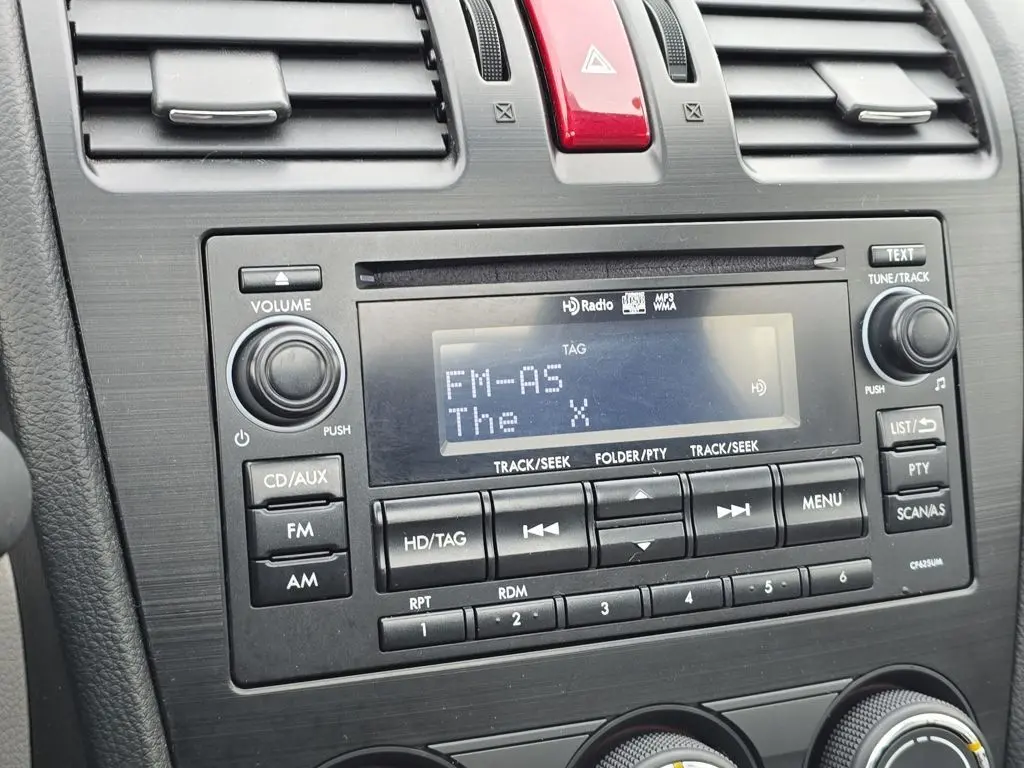 TEXT
TUNE/TRACK
VOLUME
HD Radio
MP3
WMA
TAG
FM-AS
The X
HD
PUSH
PUSH
LIST/
CD/AUX
TRACK/SEEK
FOLDER/PTY
TRACK/SEEK
PTY
FM
HD/TAG
MENU
SCAN/AS
AM
CF625UM
RPT
RDM
1
2
3
4
5
6